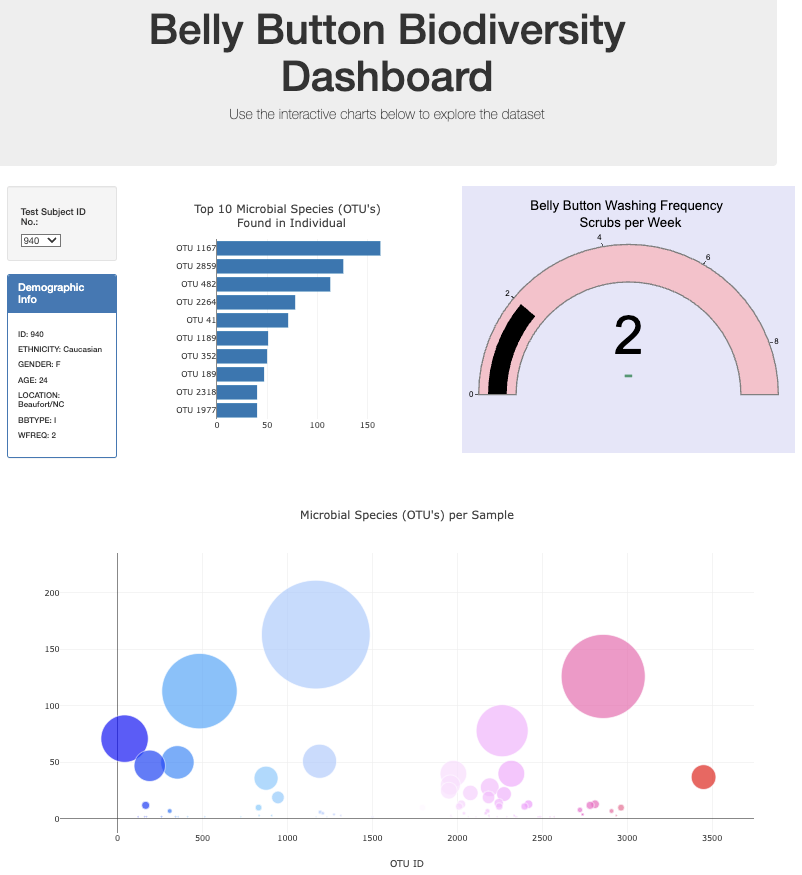 Belly Button Biodiversity
Dashboard
Use the interactive charts below to explore the dataset
Test Subject ID
No.:
940
Demographic
Info
ID: 940
ETHNICITY: Caucasian
GENDER: F
AGE: 24
LOCATION:
Beaufort/NC
BBTYPE: I
WFREQ: 2
Top 10 Microbial Species (OTU's)
Found in Individual
OTU 1167
OTU 2859
OTU 482
OTU 2264
OTU 41
OTU 1189
OTU 352
OTU 189
OTU 2318
OTU 1977
0 50 100 150
Belly Button Washing Frequency
Scrubs per Week
0
2
4
6
8
2
Microbial Species (OTU's) per Sample
200
150
100
50
0
0 500 1000 1500 2000 2500 3000 3500
OTU ID